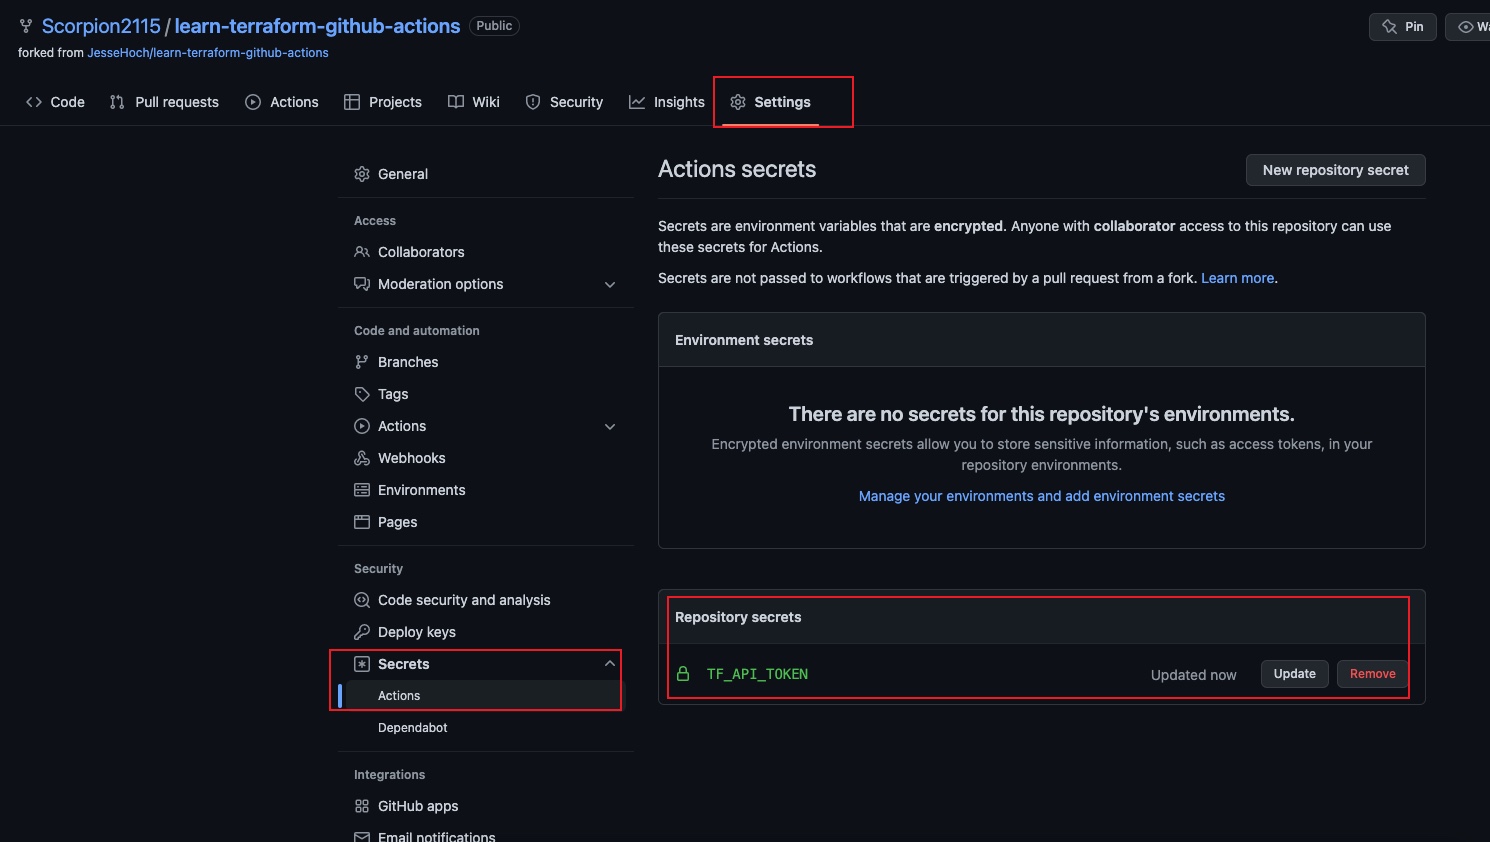 Scorpion2115 / learn-terraform-github-actions Public
Pin
forked from JesseHoch/learn-terraform-github-actions
Code Pull requests Actions Projects Wiki Security Insights Settings
General
Access
Collaborators
Moderation options
Code and automation
Branches
Tags
Actions
Webhooks
Environments
Pages
Security
Code security and analysis
Deploy keys
Secrets
Actions
Dependabot
Integrations
GitHub apps
Email notifications
Actions secrets
New repository secret
Secrets are environment variables that are encrypted. Anyone with collaborator access to this repository can use
these secrets for Actions.
Secrets are not passed to workflows that are triggered by a pull request from a fork. Learn more.
Environment secrets
There are no secrets for this repository's environments.
Encrypted environment secrets allow you to store sensitive information, such as access tokens, in your
repository environments.
Manage your environments and add environment secrets
Repository secrets
TF_API_TOKEN Updated now Update Remove